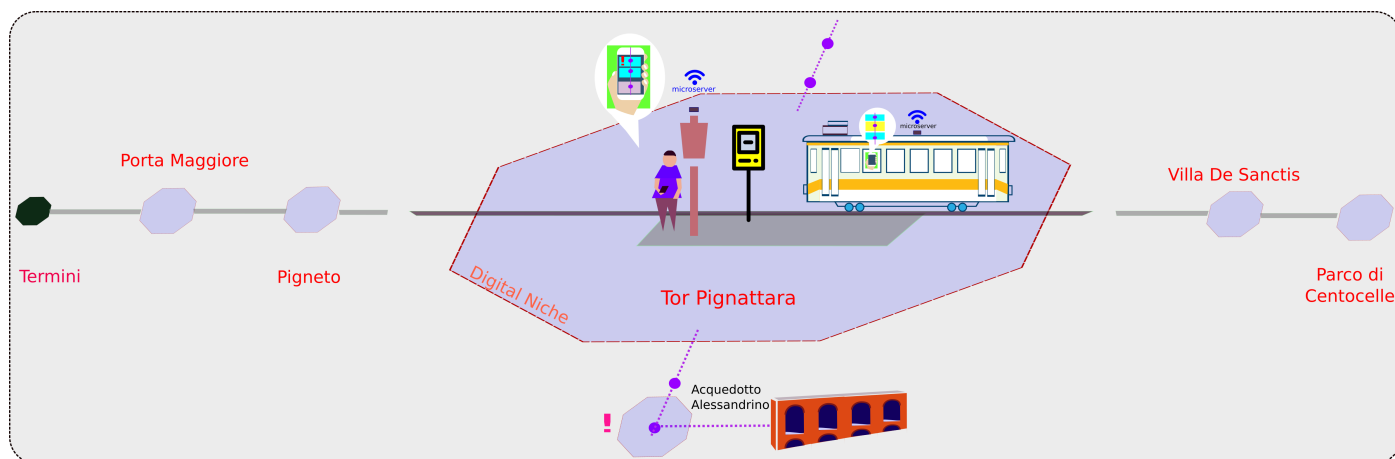 microserver
microserver
Porta Maggiore
Villa De Sanctis
Termini
Pigneto
Digital Niche
Tor Pignattara
Parco di
Centocelle
Acquedotto
Alessandrino
!